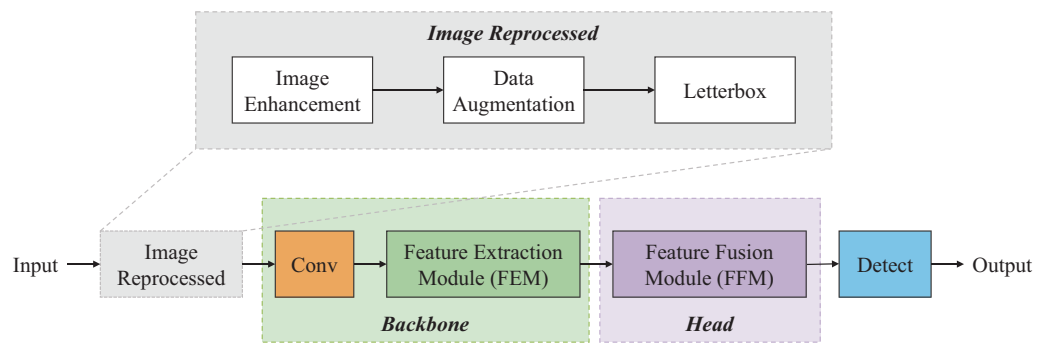 Image Reprocessed
Image
Enhancement
Data
Augmentation
Letterbox
Input
Image
Reprocessed
Conv
Feature Extraction
Module (FEM)
Feature Fusion
Module (FFM)
Detect
Output
Backbone
Head